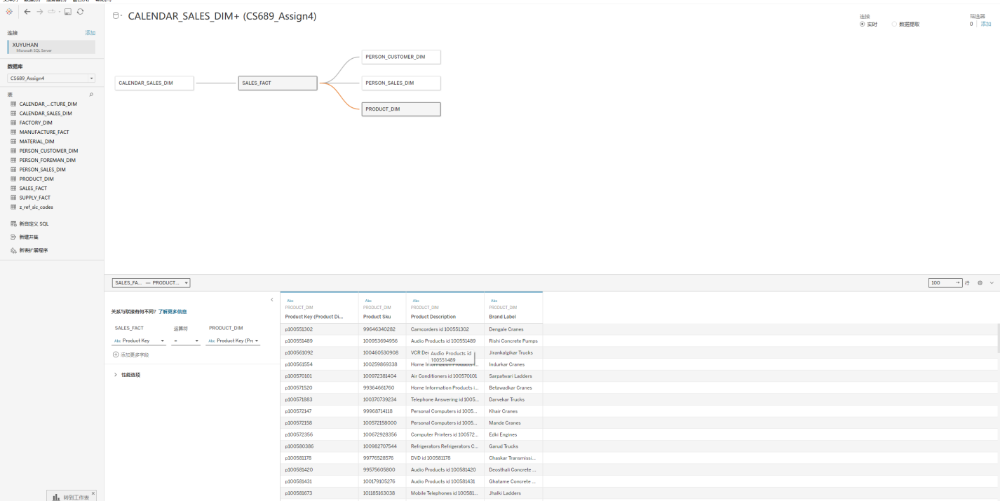 文件(F) 数据(D) 服务器(S) 窗口(N) 帮助(H)
CALENDAR_SALES_DIM+ (CS689_Assign4)
连接
实时
数据提取
筛选器
0
添加
连接
添加
XUYUHAN
Microsoft SQL Server
数据库
CS689_Assign4
表
CALENDAR_...CTURE_DIM
CALENDAR_SALES_DIM
FACTORY_DIM
MANUFACTURE_FACT
MATERIAL_DIM
PERSON_CUSTOMER_DIM
PERSON_FOREMAN_DIM
PERSON_SALES_DIM
PRODUCT_DIM
SALES_FACT
SUPPLY_FACT
z_ref_sic_codes
新自定义 SQL
新建并集
新表扩展程序
转到工作表
CALENDAR_SALES_DIM
SALES_FACT
PERSON_CUSTOMER_DIM
PERSON_SALES_DIM
PRODUCT_DIM
SALES_FA... — PRODUCT...
100
行
关系与联接有何不同? 了解更多信息
SALES_FACT 运算符 PRODUCT_DIM
Abc Product Key = Abc Product Key (Prc
添加更多字段
性能选项
Abc Abc Abc Abc
PRODUCT_DIM PRODUCT_DIM PRODUCT_DIM PRODUCT_DIM
Product Key (Product Di... Product Sku Product Description Brand Label
p100551302 99646340282 Camcorders id 100551302 Dengale Cranes
p100551489 100953694956 Audio Products id 100551489 Rishi Concrete Pumps
p100561092 100460530908 VCR Jirankalgikar Trucks
Audio Products id
100551489
p100561554 100259869338 Home Information Products i... Indurkar Cranes
p100570101 100972381404 Air Conditioners id 100570101 Sarpatwari Ladders
p100571520 99364661760 Home Information Products i... Betawadkar Cranes
p100571883 100370739234 Telephone Answering id 1005... Darvekar Trucks
p100572147 99968714118 Personal Computers id 1005... Khair Cranes
p100572158 100572158000 Personal Computers id 1005... Mande Cranes
p100572356 100672928356 Computer Printers id 100572... Edki Engines
p100580386 100982707544 Refrigerators Refrigerators C... Garud Trucks
p100581178 99776528576 DVD id 100581178 Chaskar Transmissi...
p100581420 99575605800 Audio Products id 100581420 Deosthali Concrete ...
p100581431 100179105276 Audio Products id 100581431 Ghatame Concrete ...
p100581673 101185163038 Mobile Telephones id 100581... Jhalki Ladders